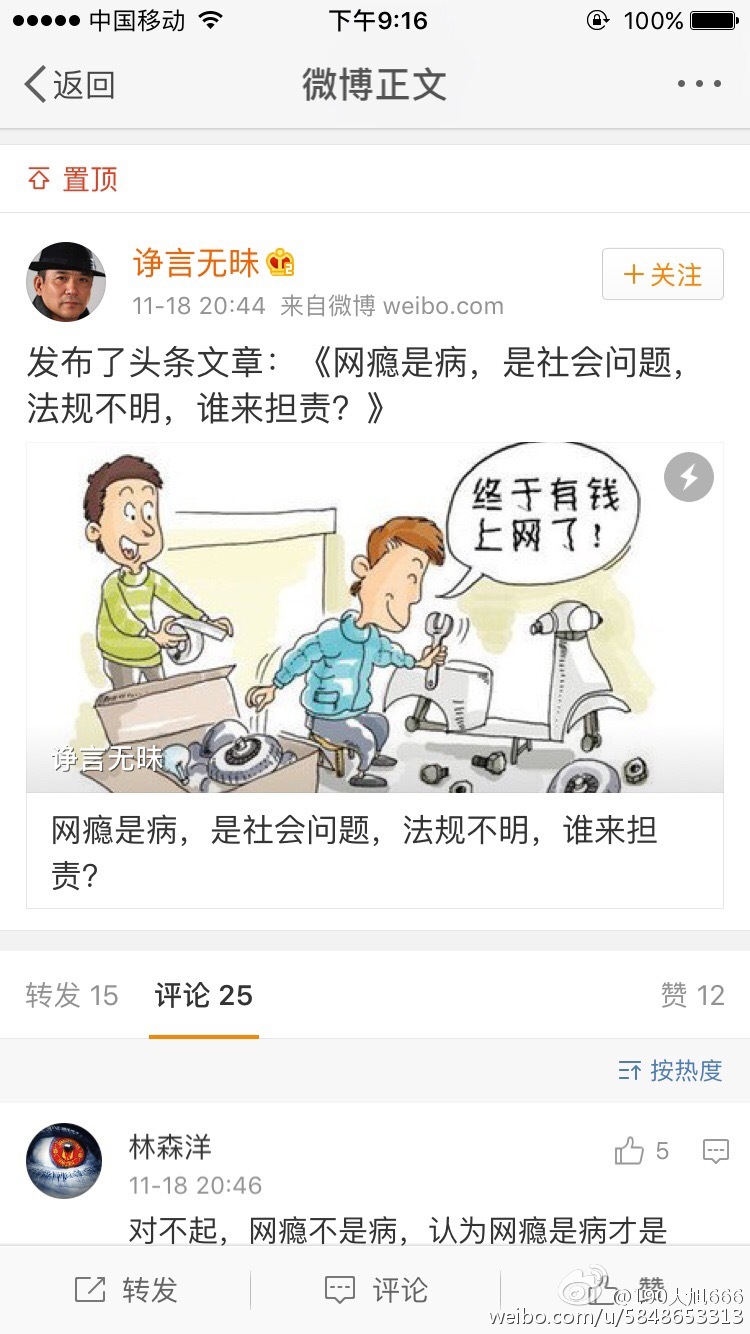 中国移动 下午9:16 100%
返回 微博正文
置顶
诤言无昧
+关注
11-18 20:44 来自微博 weibo.com
发布了头条文章：《网瘾是病，是社会问题，
法规不明，谁来担责？》
终于有钱
上网了！
诤言无昧
网瘾是病，是社会问题，法规不明，谁来担
责？
转发 15 评论 25 赞 12
按热度
林森洋
5
11-18 20:46
对不起，网瘾不是病，认为网瘾是病才是
转发 评论 赞
weibo.com/u/5848653313